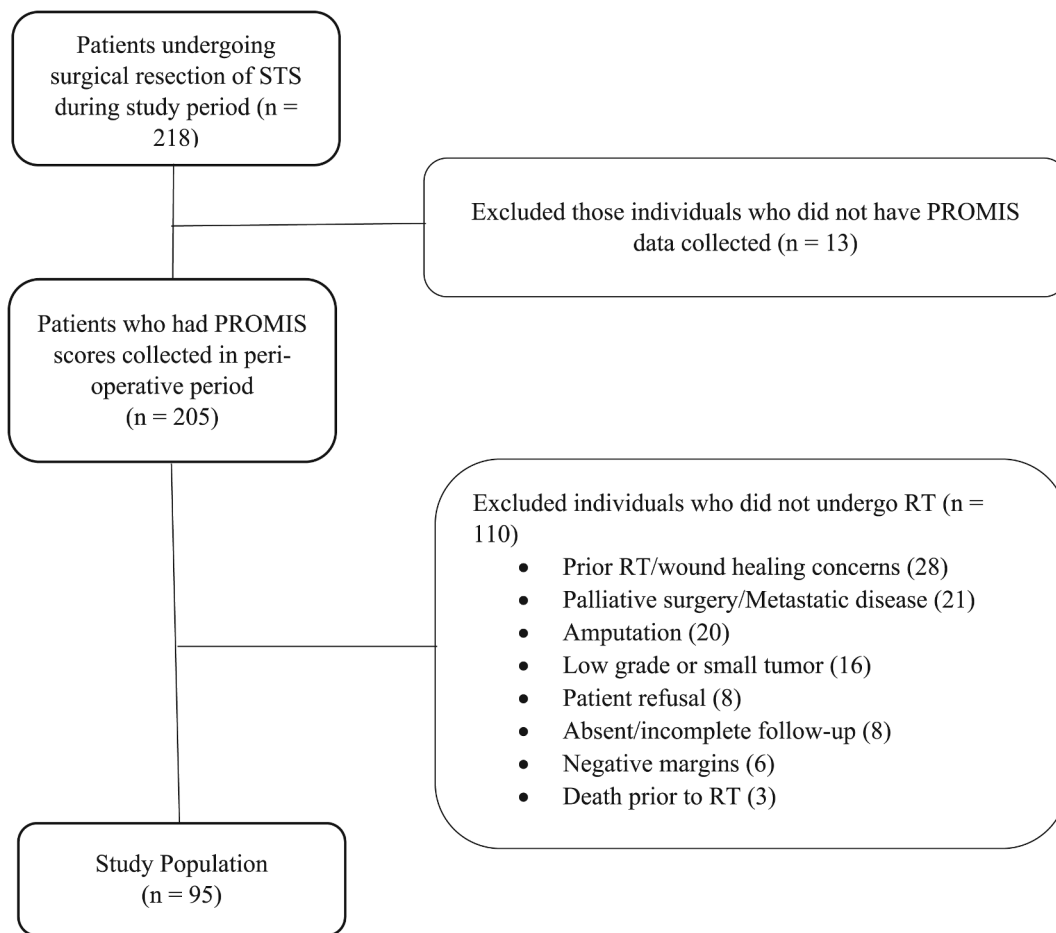 Patients undergoing
surgical resection of STS
during study period (n =
218)
Excluded those individuals who did not have PROMIS
data collected (n = 13)
Patients who had PROMIS
scores collected in peri-
operative period
(n = 205)
Excluded individuals who did not undergo RT (n =
110)
• Prior RT/wound healing concerns (28)
• Palliative surgery/Metastatic disease (21)
• Amputation (20)
• Low grade or small tumor (16)
• Patient refusal (8)
• Absent/incomplete follow-up (8)
• Negative margins (6)
• Death prior to RT (3)
Study Population
(n = 95)